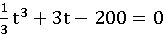 1/3 t³ + 3t − 200 = 0